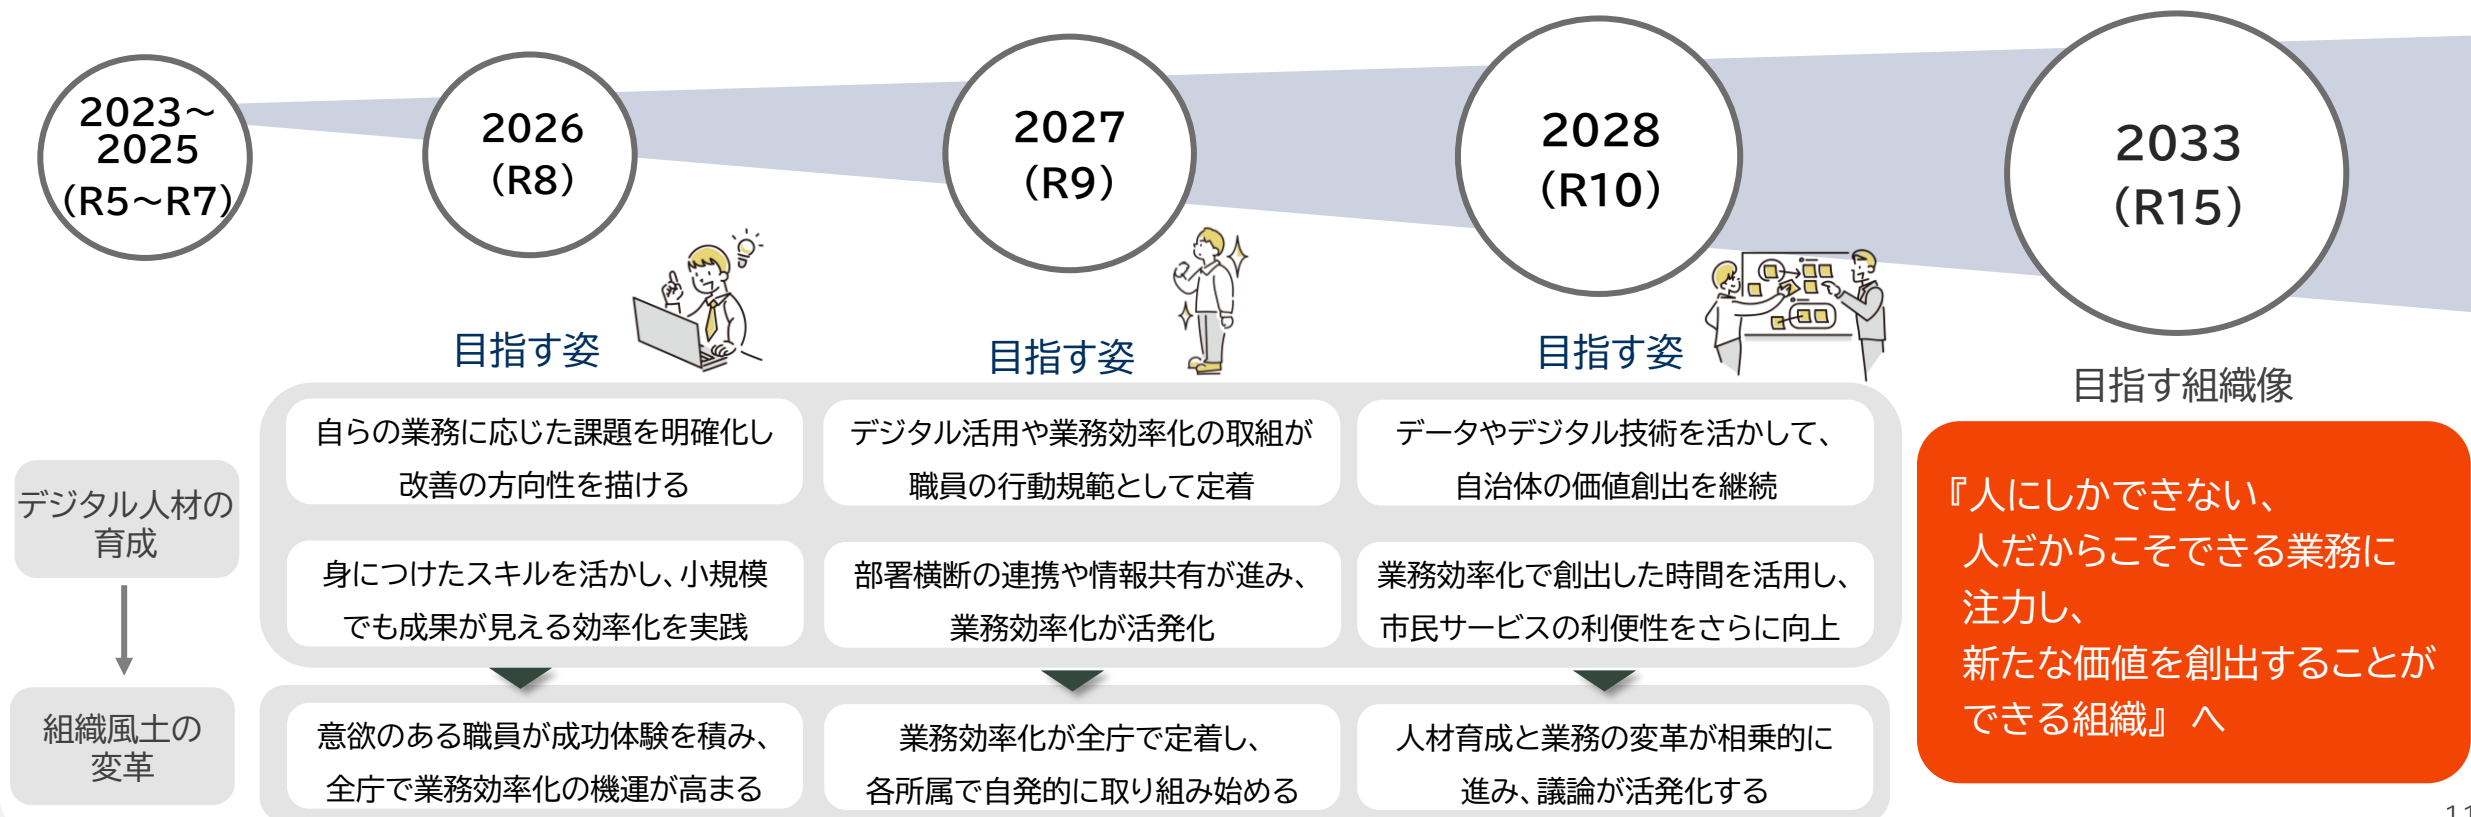 2023～
2025
(R5～R7)
2026
(R8)
2027
(R9)
2028
(R10)
2033
(R15)
目指す姿
目指す姿
目指す姿
目指す組織像
デジタル人材の
育成
自らの業務に応じた課題を明確化し
改善の方向性を描ける
デジタル活用や業務効率化の取組が
職員の行動規範として定着
データやデジタル技術を活かして、
自治体の価値創出を継続
身につけたスキルを活かし、小規模
でも成果が見える効率化を実践
部署横断の連携や情報共有が進み、
業務効率化が活発化
業務効率化で創出した時間を活用し、
市民サービスの利便性をさらに向上
組織風土の
変革
意欲のある職員が成功体験を積み、
全庁で業務効率化の機運が高まる
業務効率化が全庁で定着し、
各所属で自発的に取り組み始める
人材育成と業務の変革が相乗的に
進み、議論が活発化する
『人にしかできない、
人だからこそできる業務に
注力し、
新たな価値を創出することが
できる組織』 へ
11